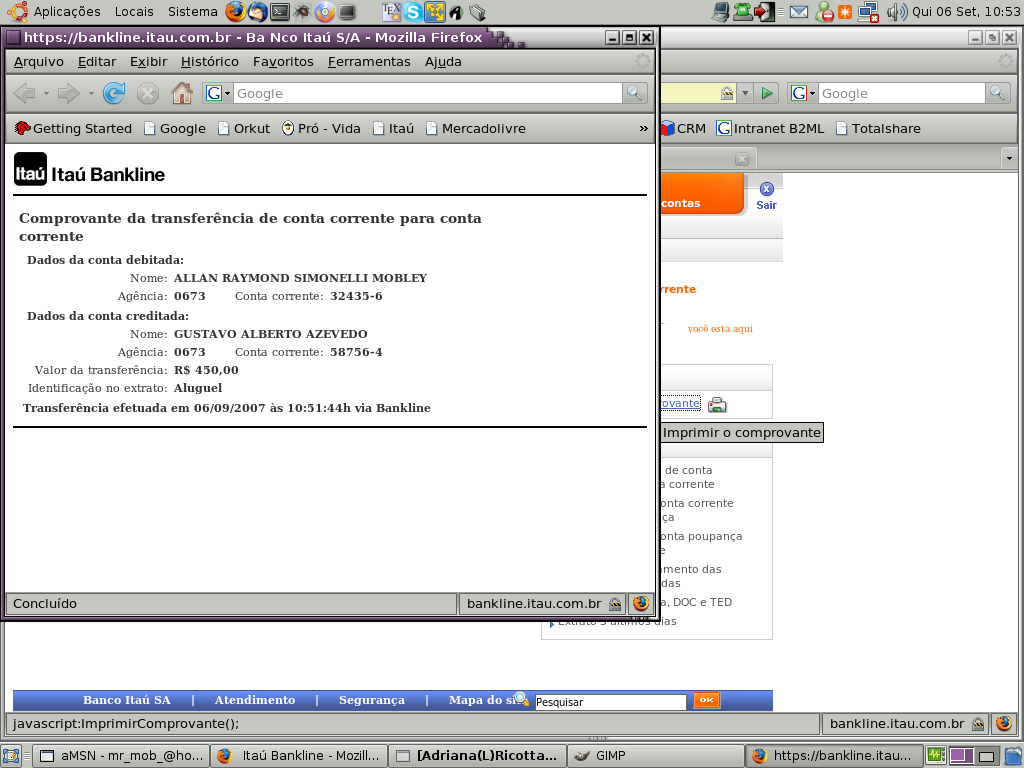 Aplicações Locais Sistema
Qui 06 Set, 10:53
https://bankline.itau.com.br - Ba Nco Itaú S/A - Mozilla Firefox
Arquivo Editar Exibir Histórico Favoritos Ferramentas Ajuda
G Google
G Google
Getting Started Google Orkut Pró - Vida Itaú Mercadolivre »
CRM Intranet B2ML Totalshare
Itaú Itaú Bankline
contas
Sair
Comprovante da transferência de conta corrente para conta
corrente
Dados da conta debitada:
Nome: ALLAN RAYMOND SIMONELLI MOBLEY
Agência: 0673 Conta corrente: 32435-6
Dados da conta creditada:
Nome: GUSTAVO ALBERTO AZEVEDO
Agência: 0673 Conta corrente: 58756-4
Valor da transferência: R$ 450,00
Identificação no extrato: Aluguel
Transferência efetuada em 06/09/2007 às 10:51:44h via Bankline
rrente
você está aqui
rovante
Imprimir o comprovante
de conta
a corrente
onta corrente
ça
onta poupança
e
amento das
das
a, DOC e TED
Extrato 5 últimos dias
Concluído
bankline.itau.com.br
Banco Itaú SA | Atendimento | Segurança | Mapa do si
Pesquisar
OK
javascript:ImprimirComprovante();
bankline.itau.com.br
aMSN - mr_mob_@ho...
Itaú Bankline - Mozill...
[Adriana(L)Ricotta...
GIMP
https://bankline.itau...